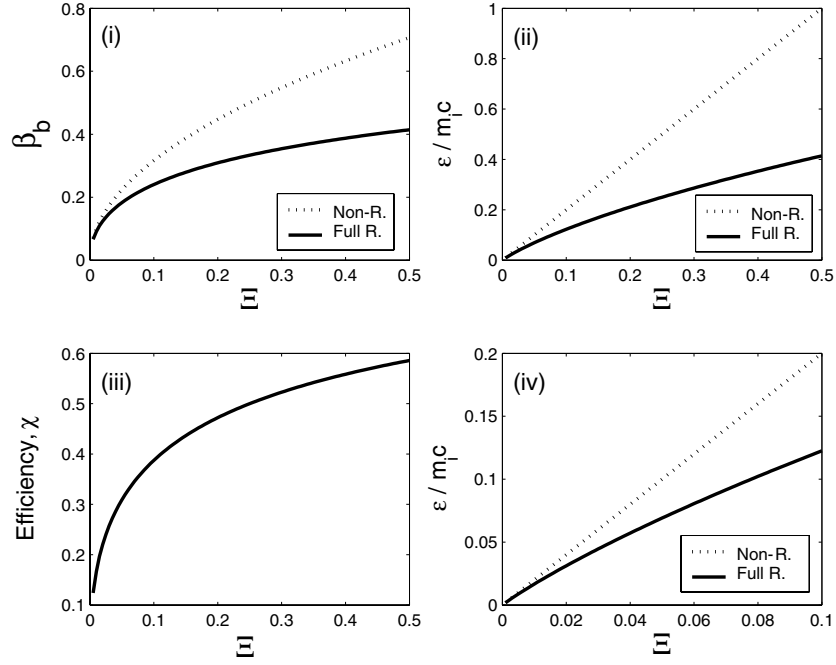 (i)
0.8
0.6
0.4
0.2
0
β_b
Non-R.
Full R.
0 0.1 0.2 0.3 0.4 0.5
Ξ
(ii)
1
0.8
0.6
0.4
0.2
0
ε / m_i c
Non-R.
Full R.
0 0.1 0.2 0.3 0.4 0.5
Ξ
(iii)
0.6
0.5
0.4
0.3
0.2
0.1
Efficiency, χ
0 0.1 0.2 0.3 0.4 0.5
Ξ
(iv)
0.2
0.15
0.1
0.05
0
ε / m_i c
Non-R.
Full R.
0 0.02 0.04 0.06 0.08 0.1
Ξ